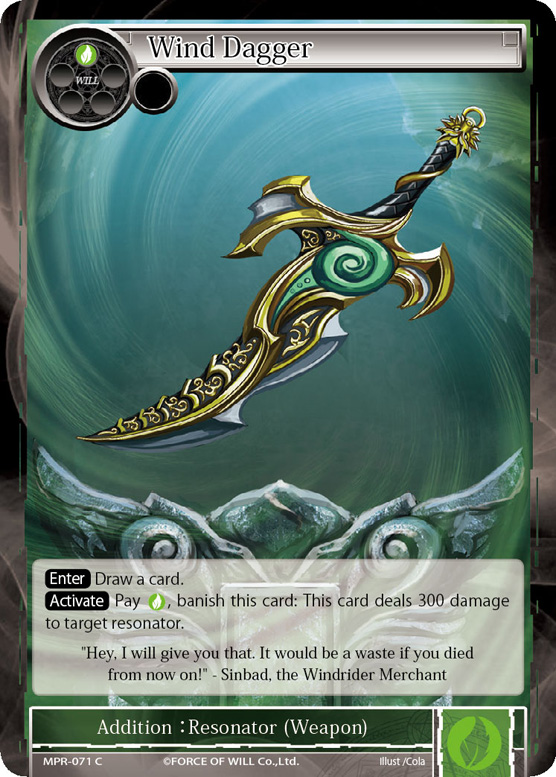 Wind Dagger
WILL
Enter Draw a card.
Activate Pay , banish this card: This card deals 300 damage
to target resonator.
"Hey, I will give you that. It would be a waste if you died
from now on!" - Sinbad, the Windrider Merchant
Addition : Resonator (Weapon)
MPR-071 C ©FORCE OF WILL Co.,Ltd. Illust /Cola